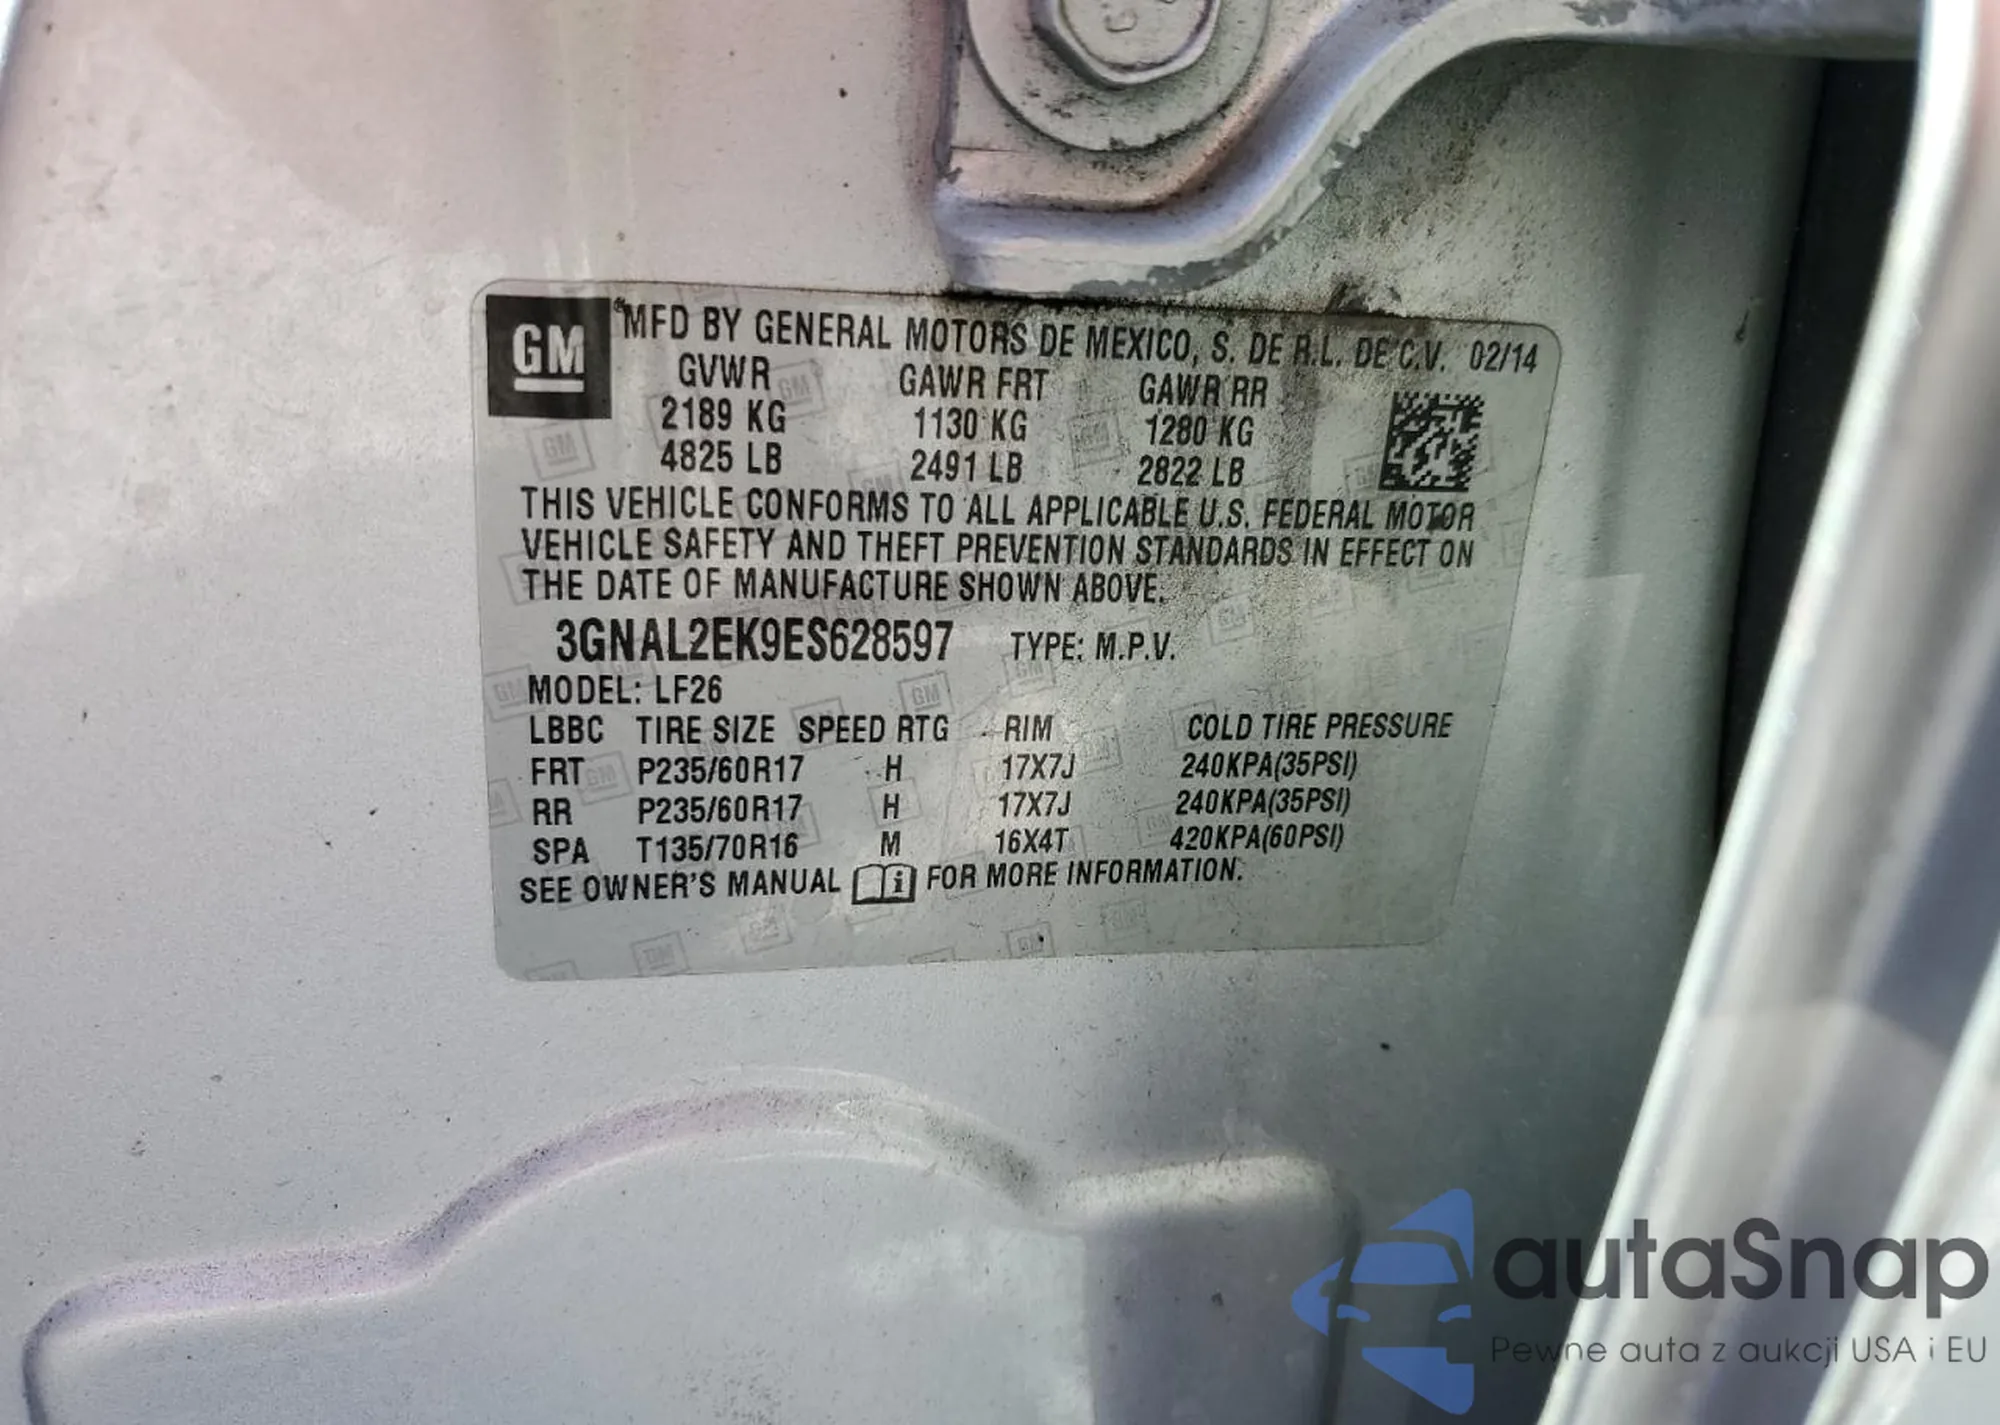 GM
MFD BY GENERAL MOTORS DE MEXICO, S. DE R.L. DE C.V. 02/14
GVWR GAWR FRT GAWR RR
2189 KG 1130 KG 1280 KG
4825 LB 2491 LB 2822 LB
THIS VEHICLE CONFORMS TO ALL APPLICABLE U.S. FEDERAL MOTOR
VEHICLE SAFETY AND THEFT PREVENTION STANDARDS IN EFFECT ON
THE DATE OF MANUFACTURE SHOWN ABOVE.
3GNAL2EK9ES628597 TYPE: M.P.V.
MODEL: LF26
LBBC TIRE SIZE SPEED RTG RIM COLD TIRE PRESSURE
FRT P235/60R17 H 17X7J 240KPA(35PSI)
RR P235/60R17 H 17X7J 240KPA(35PSI)
SPA T135/70R16 M 16X4T 420KPA(60PSI)
SEE OWNER'S MANUAL i FOR MORE INFORMATION.
autaSnap
Pewne auta z aukcji USA i EU